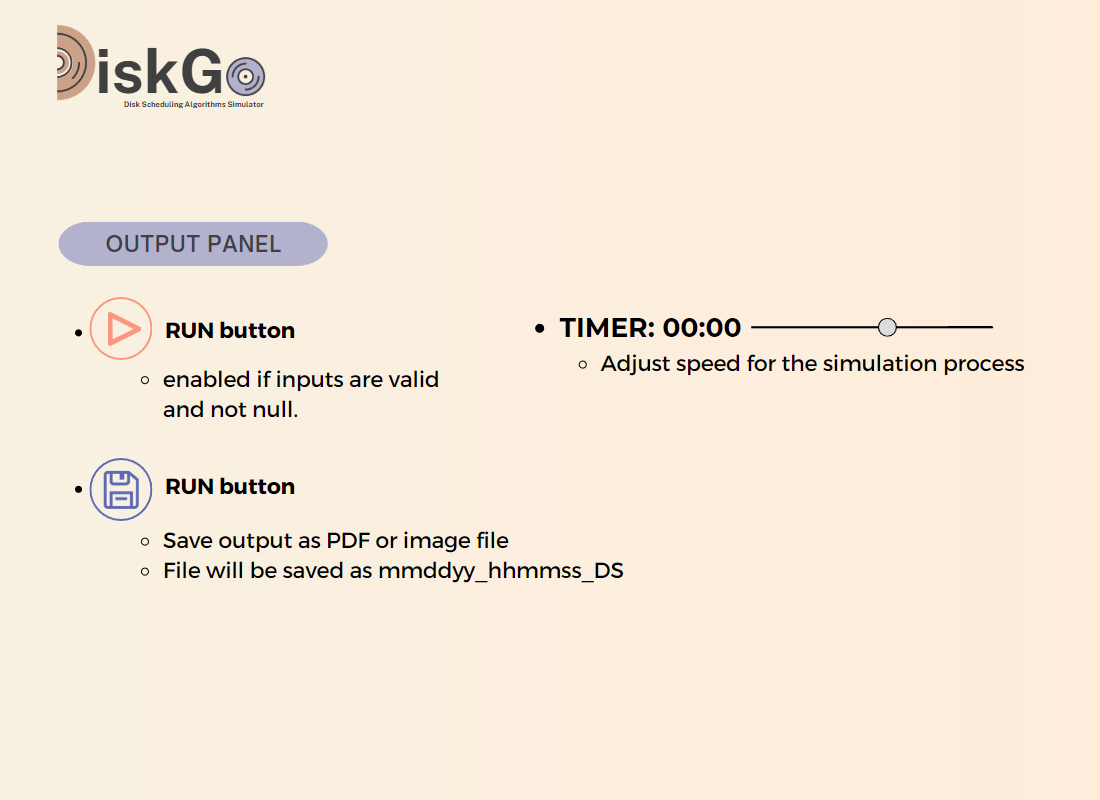 DiskGo
Disk Scheduling Algorithms Simulator
OUTPUT PANEL
RUN button
enabled if inputs are valid
and not null.
RUN button
Save output as PDF or image file
File will be saved as mmddyy_hhmmss_DS
TIMER: 00:00
Adjust speed for the simulation process